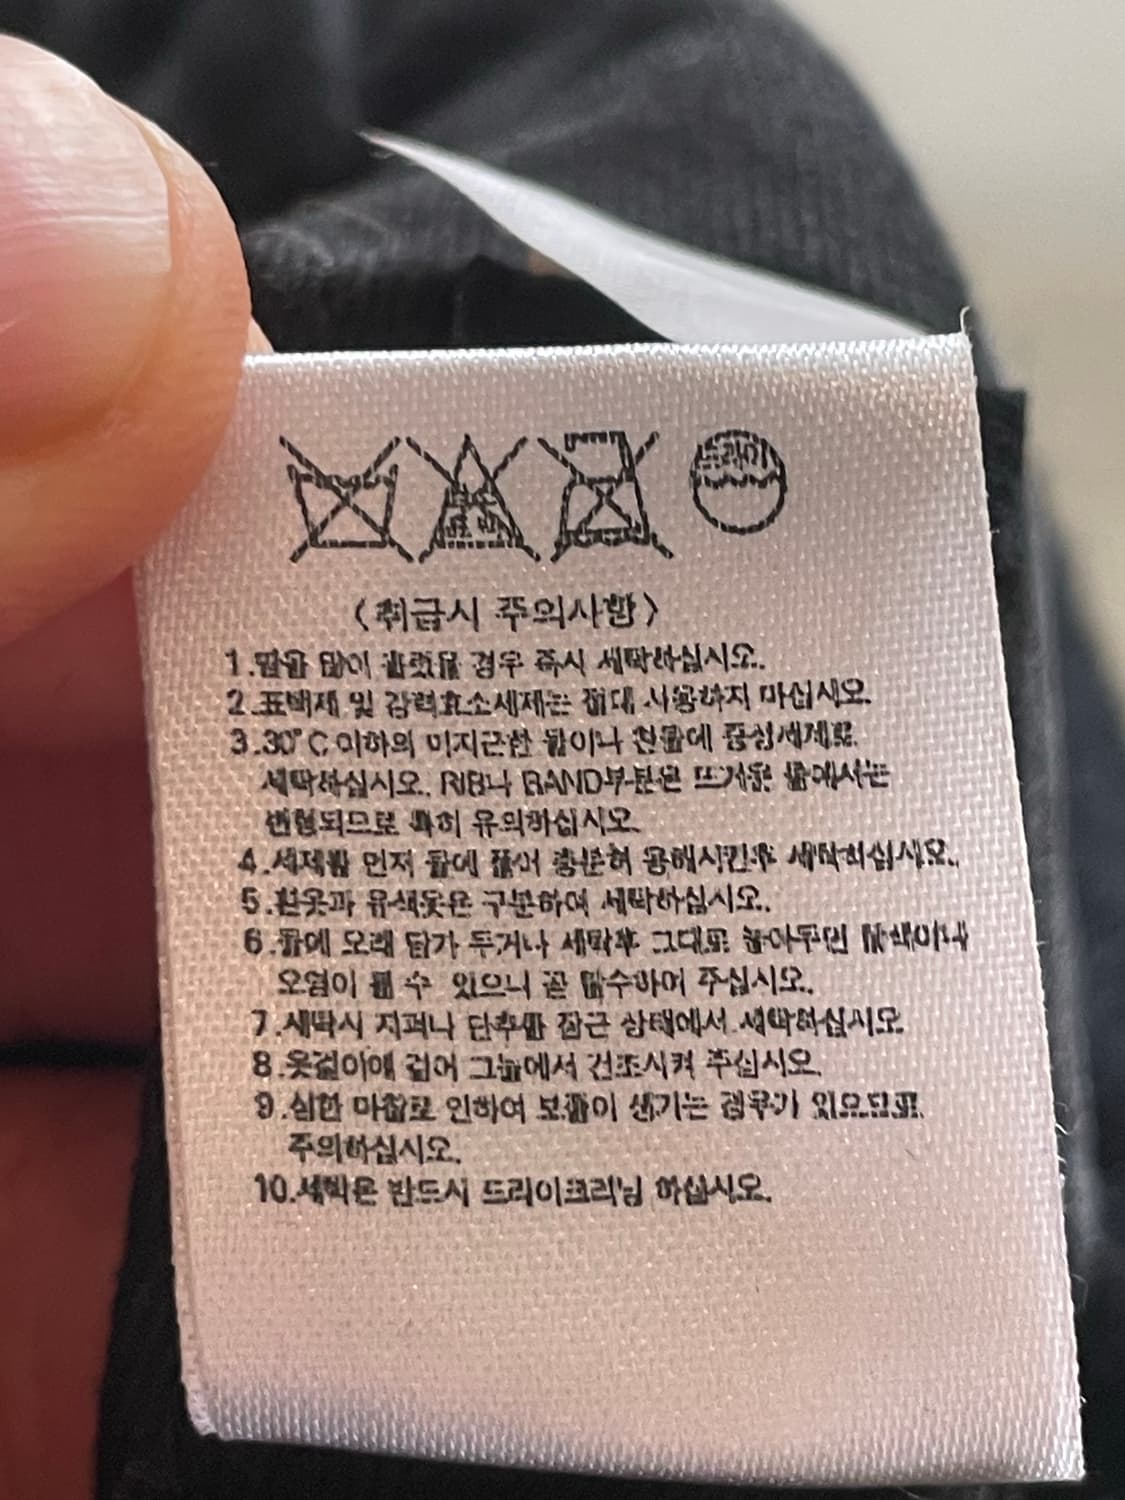 드라이
표백
<취급시 주의사항>
1.땀을 많이 흘렸을 경우 즉시 세탁하십시오.
2.표백제 및 강력효소세제는 절대 사용하지 마십시오.
3.30°C이하의 미지근한 물이나 찬물에 중성세제로
세탁하십시오. RIB나 BAND부분은 뜨거운 물에서는
변형되므로 특히 유의하십시오.
4.세제를 먼저 물에 풀어 충분히 용해시킨후 세탁하십시오.
5.흰옷과 유색옷은 구분하여 세탁하십시오.
6.물에 오래 담가 두거나 세탁후 그대로 놓아두면 탈색이나
오염이 될 수 있으니 꼭 탈수하여 주십시오.
7.세탁시 지퍼나 단추를 잠근 상태에서 세탁하십시오
8.옷걸이에 걸어 그늘에서 건조시켜 주십시오.
9.심한 마찰로 인하여 보풀이 생기는 경우가 있으므로
주의하십시오.
10.세탁은 반드시 드라이크리닝 하십시오.